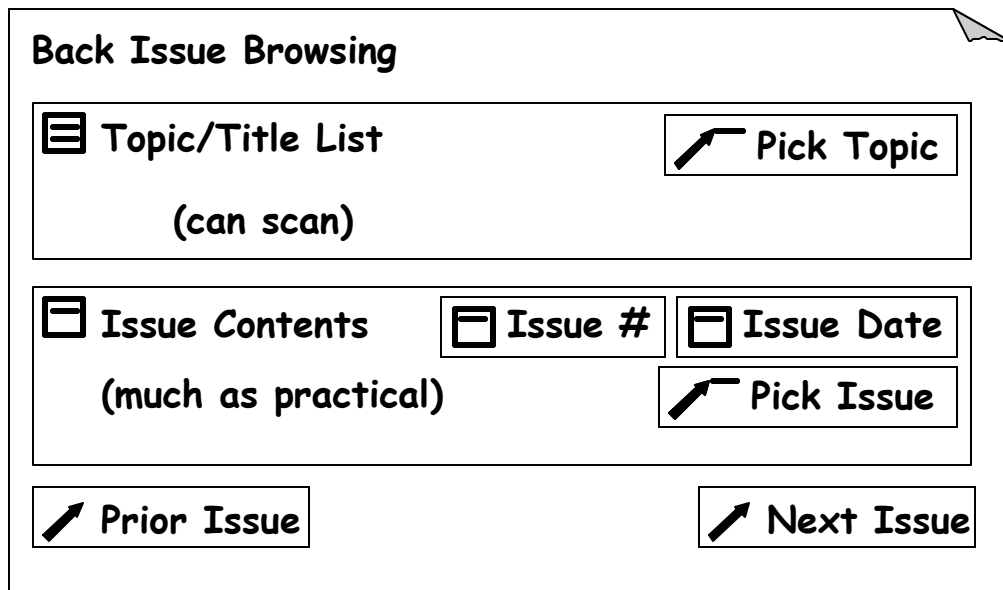 Back Issue Browsing
Topic/Title List
Pick Topic
(can scan)
Issue Contents
Issue #
Issue Date
(much as practical)
Pick Issue
Prior Issue
Next Issue